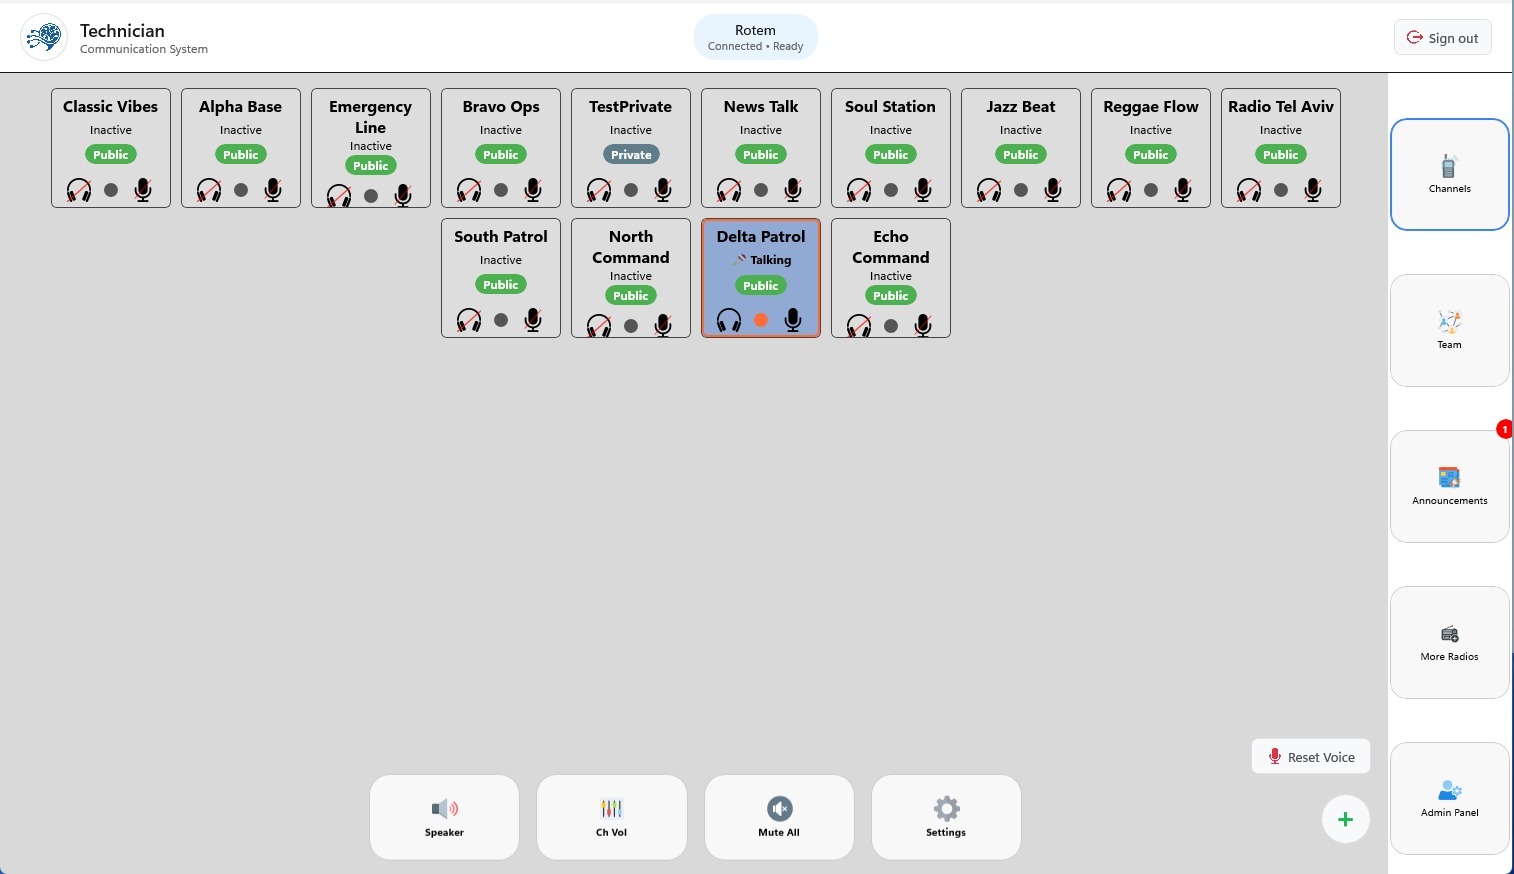 Technician
Communication System
Rotem
Connected • Ready
Sign out
Classic Vibes
Inactive
Public
Alpha Base
Inactive
Public
Emergency
Line
Inactive
Public
Bravo Ops
Inactive
Public
TestPrivate
Inactive
Private
News Talk
Inactive
Public
Soul Station
Inactive
Public
Jazz Beat
Inactive
Public
Reggae Flow
Inactive
Public
Radio Tel Aviv
Inactive
Public
South Patrol
Inactive
Public
North
Command
Inactive
Public
Delta Patrol
Talking
Public
Echo
Command
Inactive
Public
Channels
Team
1
Announcements
More Radios
Admin Panel
Reset Voice
+
Speaker
Ch Vol
Mute All
Settings